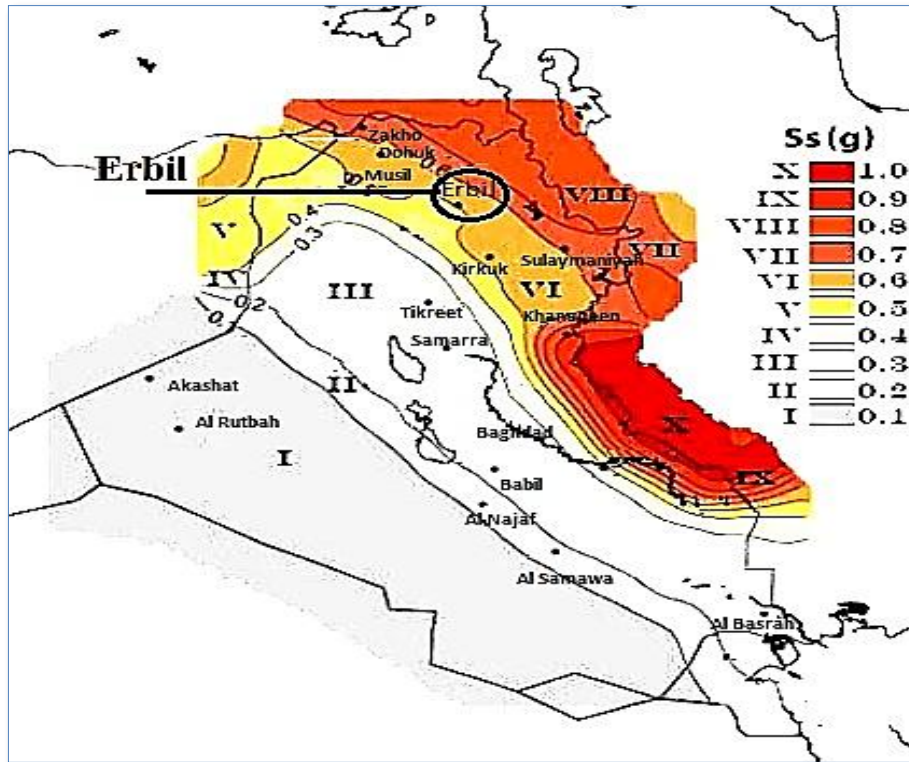 D
Zakho
Dohuk
Musil
Erbil
Erbil
0.4
0.3
V
IV
0.2
III
Kirkuk
Sulaymaniyah
VIII
VII
VI
Tikreet
Samarra
II
Akashat
Al Rutbah
I
Baghdad
X
IX
Babil
Al Najaf
Al Samawa
Al Basrah
Ss (g)
X 1.0
IX 0.9
VIII 0.8
VII 0.7
VI 0.6
V 0.5
IV 0.4
III 0.3
II 0.2
I 0.1